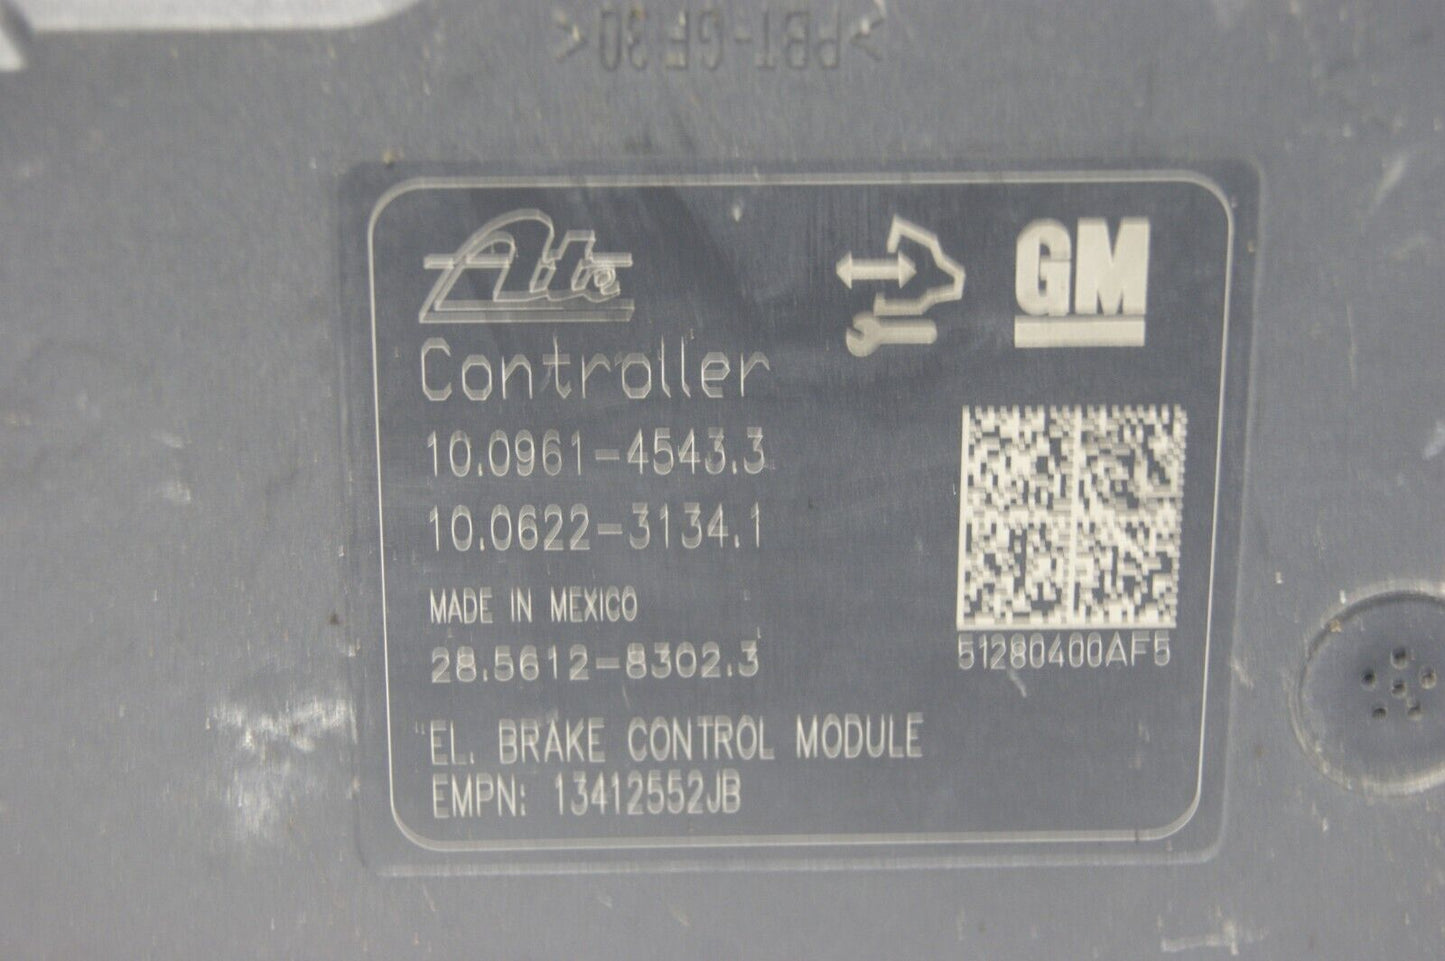 >PBT-GF30<
Ate
GM
Controller
10.0961-4543.3
10.0622-3134.1
MADE IN MEXICO
28.5612-8302.3
51280400AF5
EL. BRAKE CONTROL MODULE
EMPN: 13412552JB